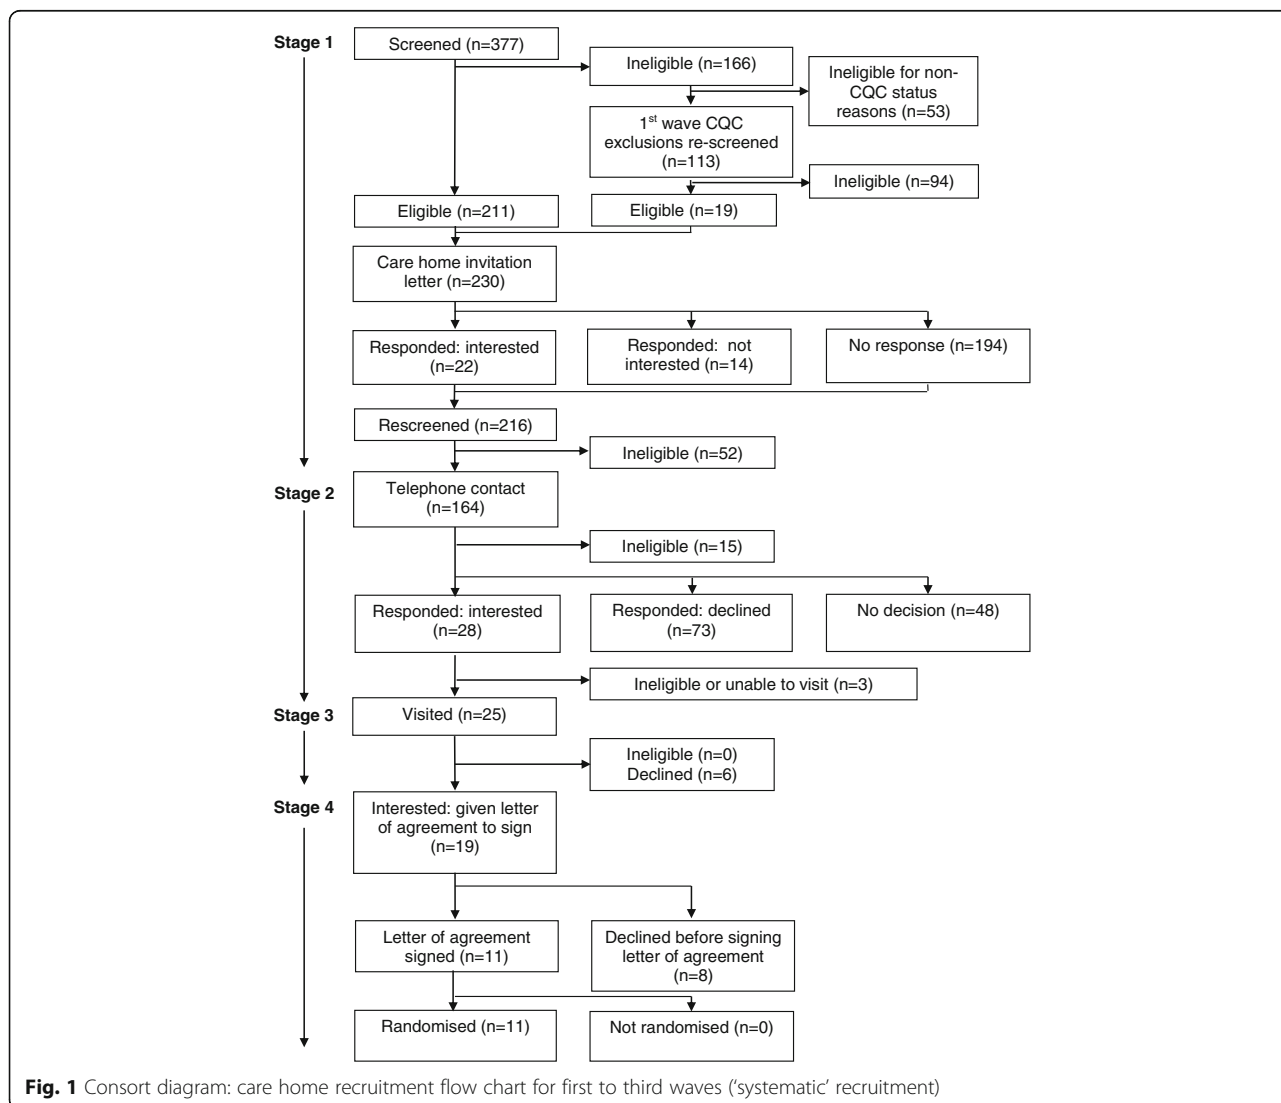 Stage 1
Screened (n=377)
Ineligible (n=166)
Ineligible for non-
CQC status
reasons (n=53)
1st wave CQC
exclusions re-screened
(n=113)
Ineligible (n=94)
Eligible (n=211)
Eligible (n=19)
Care home invitation
letter (n=230)
Responded: interested
(n=22)
Responded: not
interested (n=14)
No response (n=194)
Rescreened (n=216)
Ineligible (n=52)
Stage 2
Telephone contact
(n=164)
Ineligible (n=15)
Responded: interested
(n=28)
Responded: declined
(n=73)
No decision (n=48)
Ineligible or unable to visit (n=3)
Stage 3
Visited (n=25)
Ineligible (n=0)
Declined (n=6)
Stage 4
Interested: given letter
of agreement to sign
(n=19)
Letter of agreement
signed (n=11)
Declined before signing
letter of agreement
(n=8)
Randomised (n=11)
Not randomised (n=0)
Fig. 1 Consort diagram: care home recruitment flow chart for first to third waves (‘systematic’ recruitment)